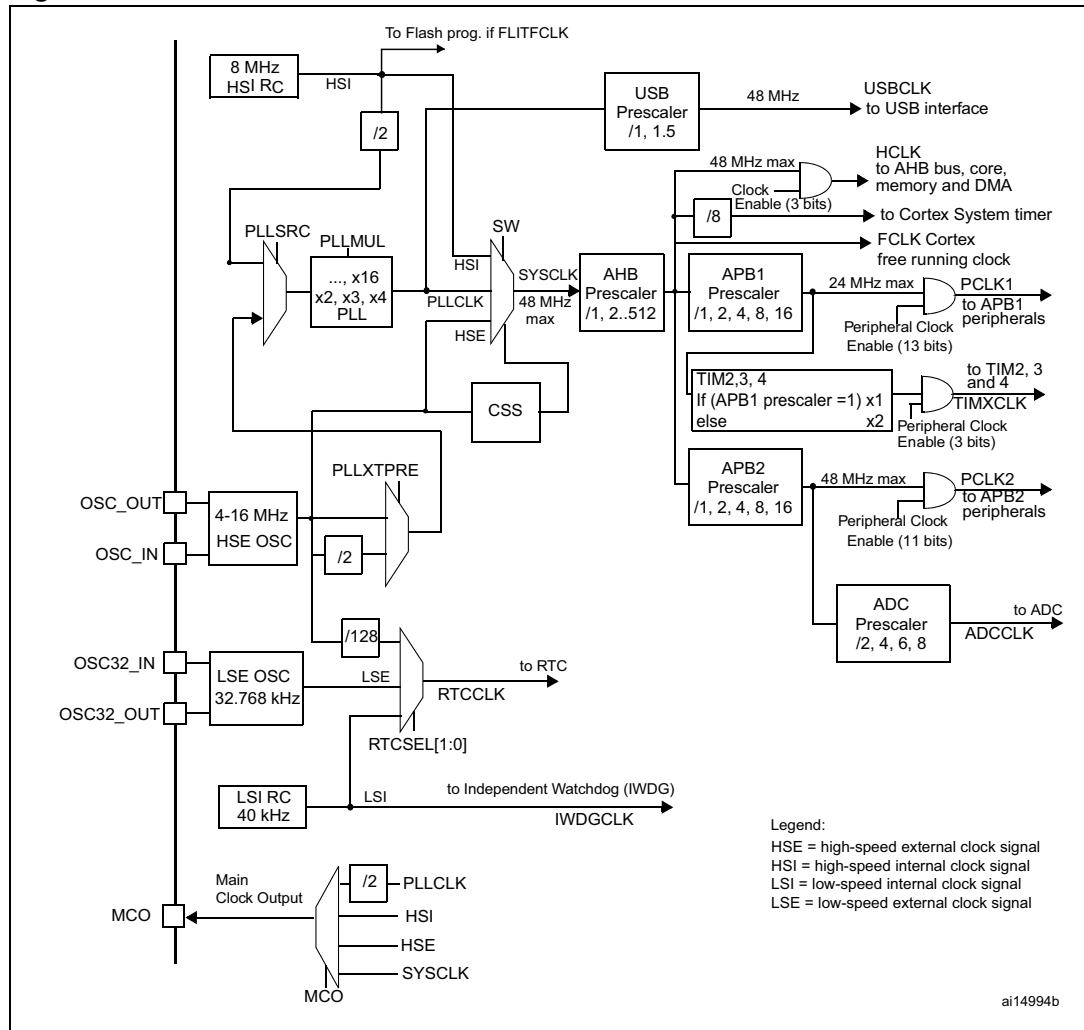 To Flash prog. if FLITFCLK
8 MHz
HSI RC
HSI
/2
USB
Prescaler
/1, 1.5
48 MHz
USBCLK
to USB interface
48 MHz max
HCLK
to AHB bus, core,
memory and DMA
Clock
Enable (3 bits)
/8
to Cortex System timer
FCLK Cortex
free running clock
PLLSRC
PLLMUL
..., x16
x2, x3, x4
PLL
SW
HSI
PLLCLK
HSE
SYSCLK
48 MHz
max
AHB
Prescaler
/1, 2..512
APB1
Prescaler
/1, 2, 4, 8, 16
24 MHz max
PCLK1
to APB1
peripherals
Peripheral Clock
Enable (13 bits)
TIM2,3, 4
If (APB1 prescaler =1) x1
else x2
to TIM2, 3
and 4
TIMXCLK
Peripheral Clock
Enable (3 bits)
CSS
PLLXTPRE
OSC_OUT
OSC_IN
4-16 MHz
HSE OSC
/2
APB2
Prescaler
/1, 2, 4, 8, 16
48 MHz max
PCLK2
to APB2
peripherals
Peripheral Clock
Enable (11 bits)
ADC
Prescaler
/2, 4, 6, 8
to ADC
ADCCLK
/128
OSC32_IN
OSC32_OUT
LSE OSC
32.768 kHz
LSE
to RTC
RTCCLK
RTCSEL[1:0]
LSI RC
40 kHz
LSI
to Independent Watchdog (IWDG)
IWDGCLK
Legend:
HSE = high-speed external clock signal
HSI = high-speed internal clock signal
LSI = low-speed internal clock signal
LSE = low-speed external clock signal
Main
Clock Output
MCO
/2
PLLCLK
HSI
HSE
SYSCLK
MCO
ai14994b